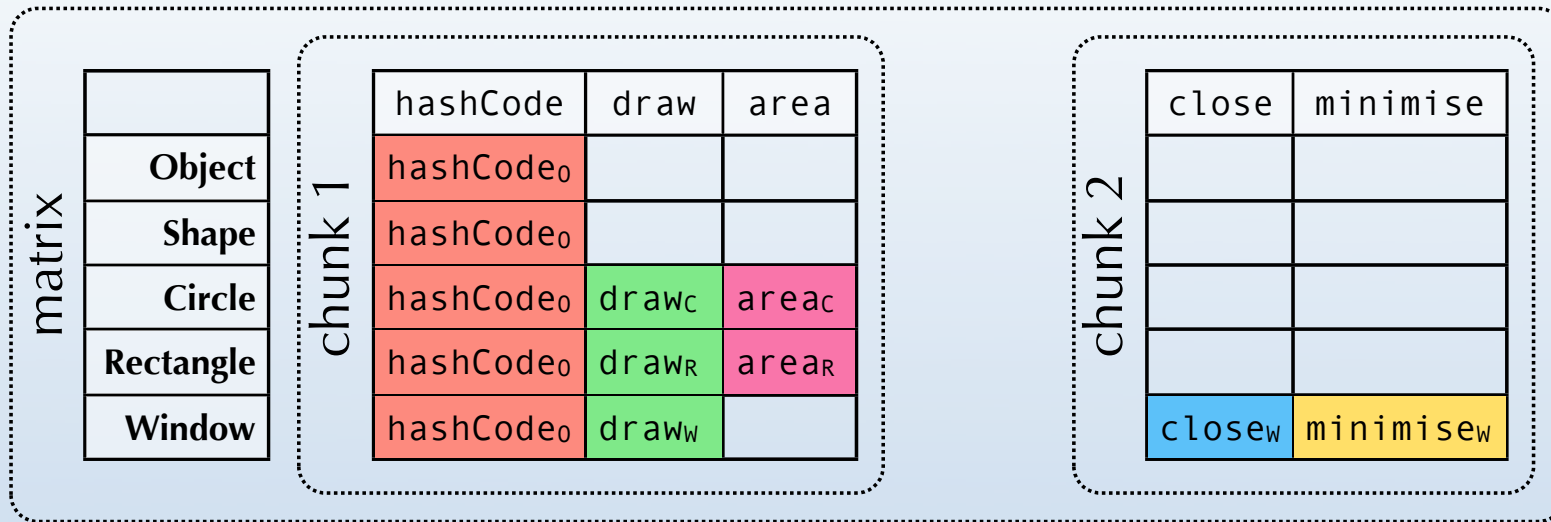 matrix
chunk 1
chunk 2
hashCode draw area close minimise
Object hashCodeO
Shape hashCodeO
Circle hashCodeO drawC areaC
Rectangle hashCodeO drawR areaR
Window hashCodeO drawW closeW minimiseW